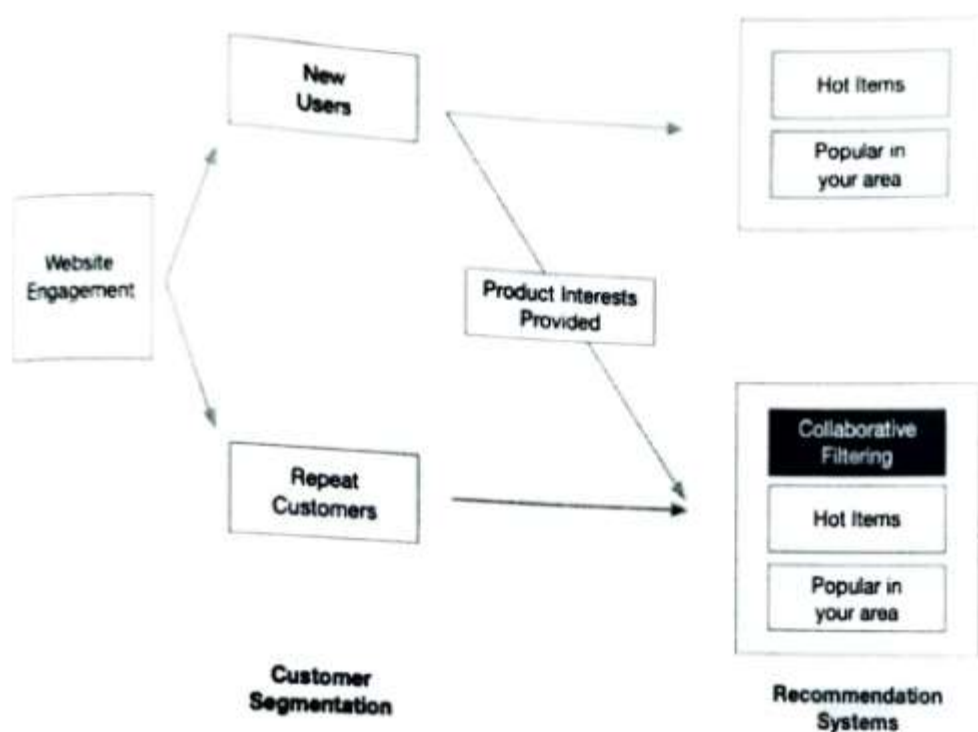 New
Users
Hot Items
Popular in
your area
Website
Engagement
Product Interests
Provided
Collaborative
Filtering
Repeat
Customers
Hot Items
Popular in
your area
Customer
Segmentation
Recommendation
Systems